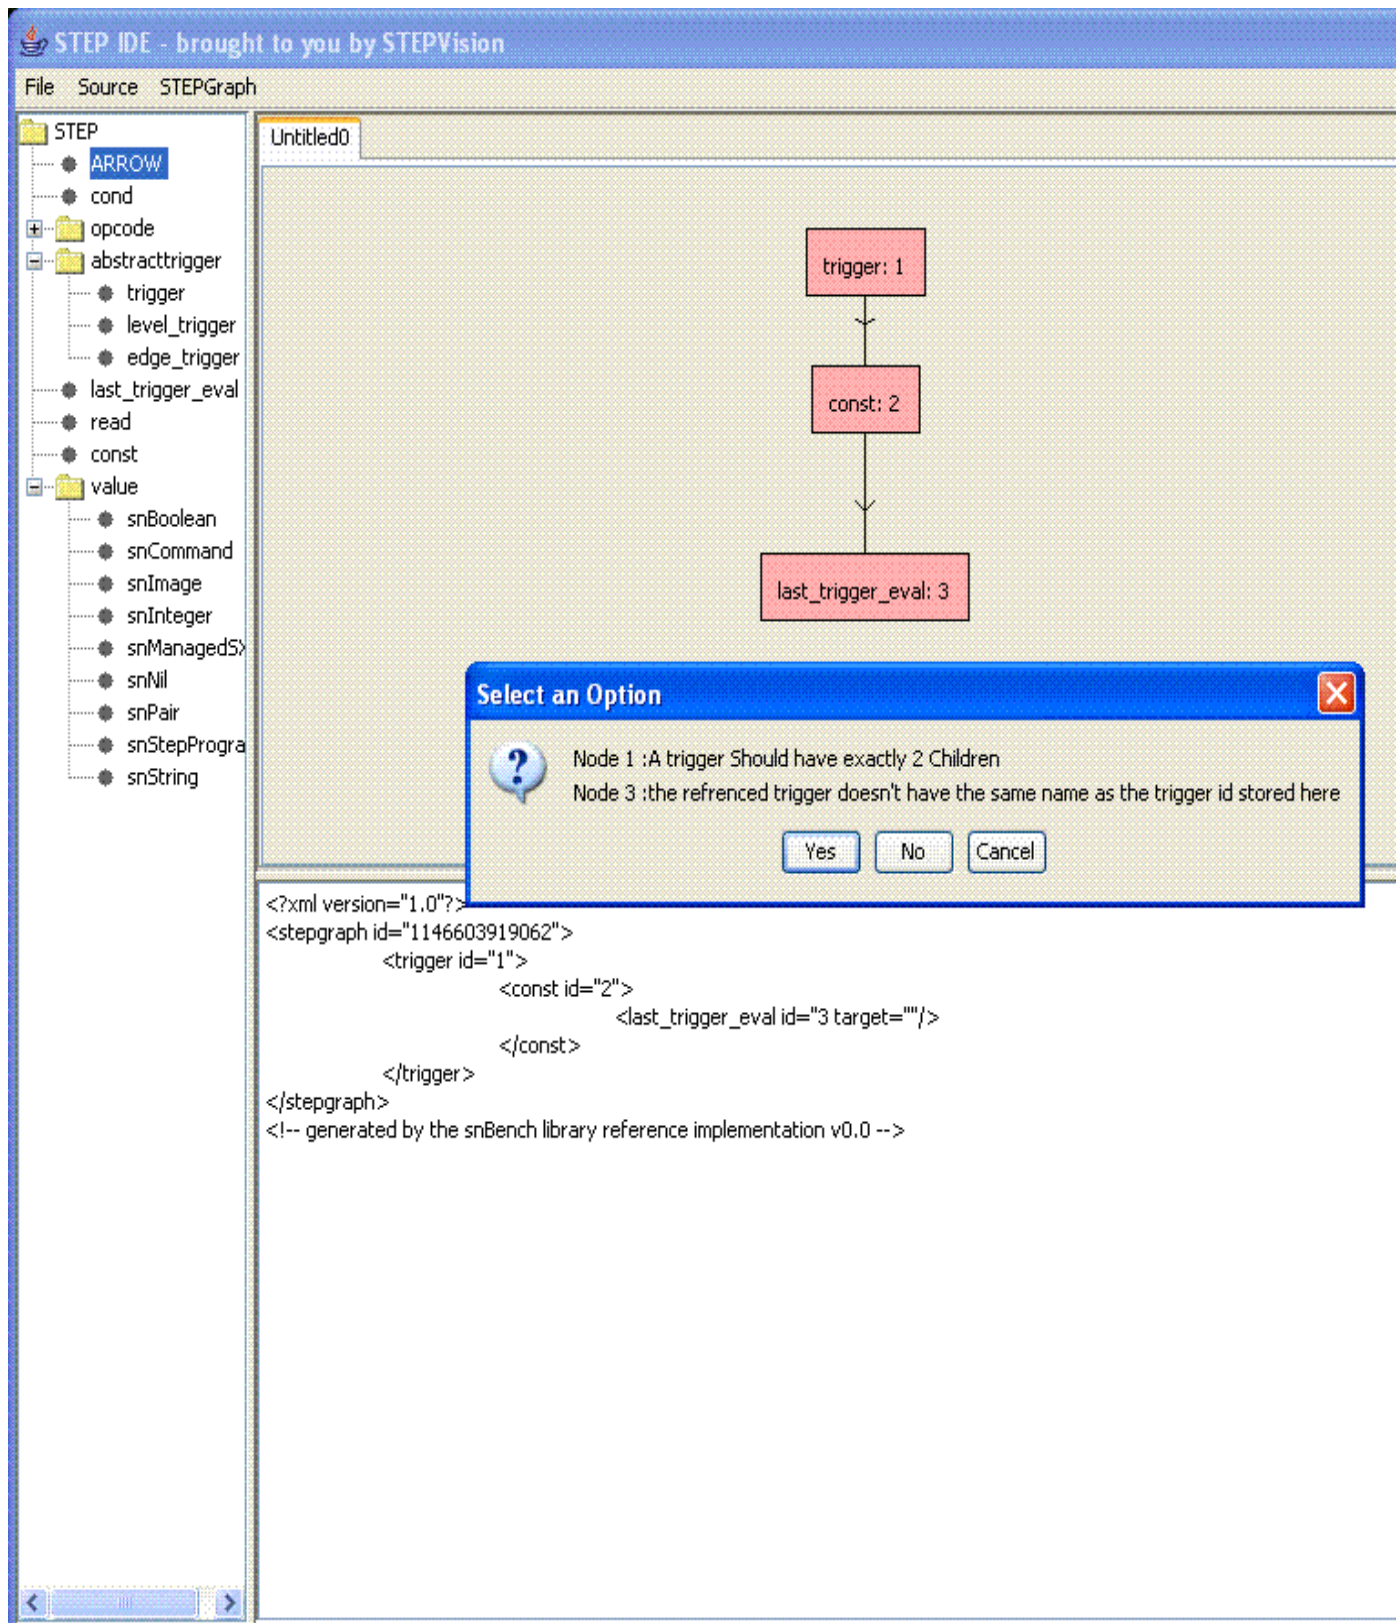 STEP IDE - brought to you by STEPVision
File Source STEPGraph
STEP
ARROW
cond
opcode
abstracttrigger
trigger
level_trigger
edge_trigger
last_trigger_eval
read
const
value
snBoolean
snCommand
snImage
snInteger
snManagedSX
snNil
snPair
snStepProgra
snString
Untitled0
trigger: 1
const: 2
last_trigger_eval: 3
Select an Option
Node 1 :A trigger Should have exactly 2 Children
Node 3 :the refrenced trigger doesn't have the same name as the trigger id stored here
Yes No Cancel
<?xml version="1.0"?>
<stepgraph id="1146603919062">
<trigger id="1">
<const id="2">
<last_trigger_eval id="3 target=""/>
</const>
</trigger>
</stepgraph>
<!-- generated by the snBench library reference implementation v0.0 -->